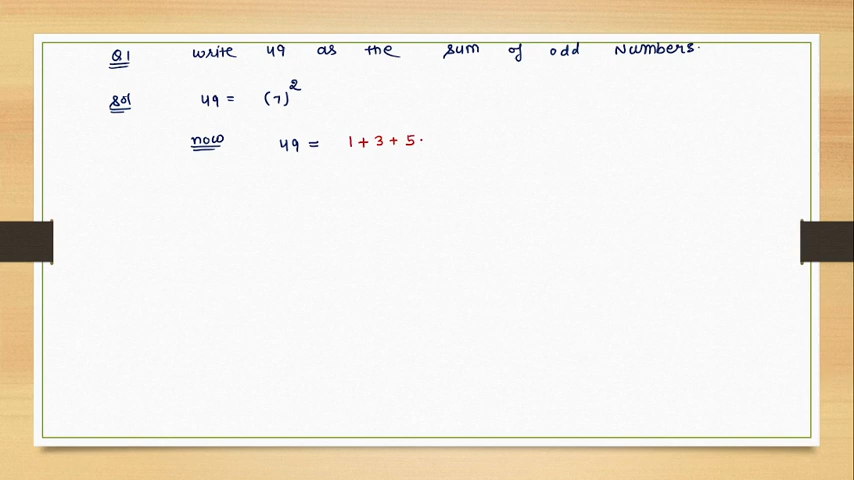 Q1 write 49 as the sum of odd Numbers.
Sol 49 = (7)²
now 49 = 1 + 3 + 5 .